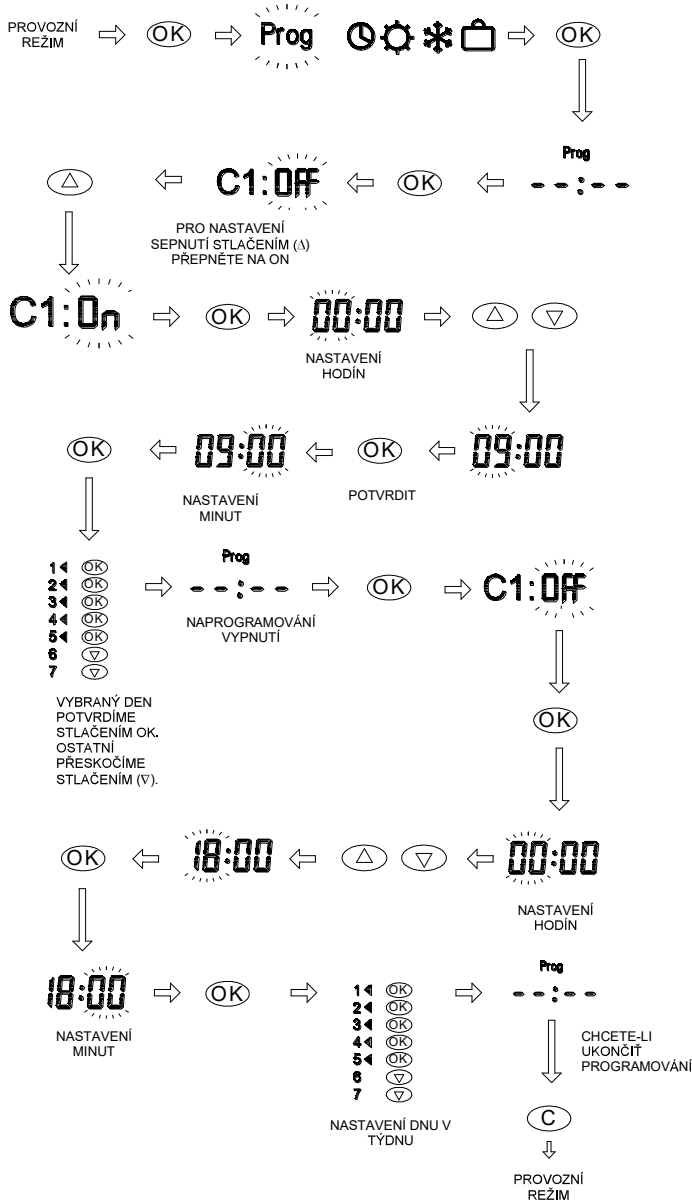 PROVOZNÍ
REŽIM
OK
Prog
OK
Prog
--:--
OK
C1:OFF
PRO NASTAVENÍ
SEPNUTÍ STLAČENÍM (∆)
PŘEPNĚTE NA ON
C1:On
OK
00:00
NASTAVENÍ
HODÍN
09:00
OK
POTVRDIT
09:00
NASTAVENÍ
MINUT
OK
1 OK
2 OK
3 OK
4 OK
5 OK
6
7
VYBRANÝ DEN
POTVRDÍME
STLAČENÍM OK.
OSTATNÍ
PŘESKOČÍME
STLAČENÍM (∇).
Prog
--:--
NAPROGRAMOVÁNÍ
VYPNUTÍ
OK
C1:OFF
OK
00:00
NASTAVENÍ
HODÍN
18:00
OK
18:00
NASTAVENÍ
MINUT
OK
1 OK
2 OK
3 OK
4 OK
5 OK
6
7
NASTAVENÍ DNU V
TÝDNU
Prog
--:--
CHCETE-LI
UKONČIŤ
PROGRAMOVÁNÍ
C
PROVOZNÍ
REŽIM